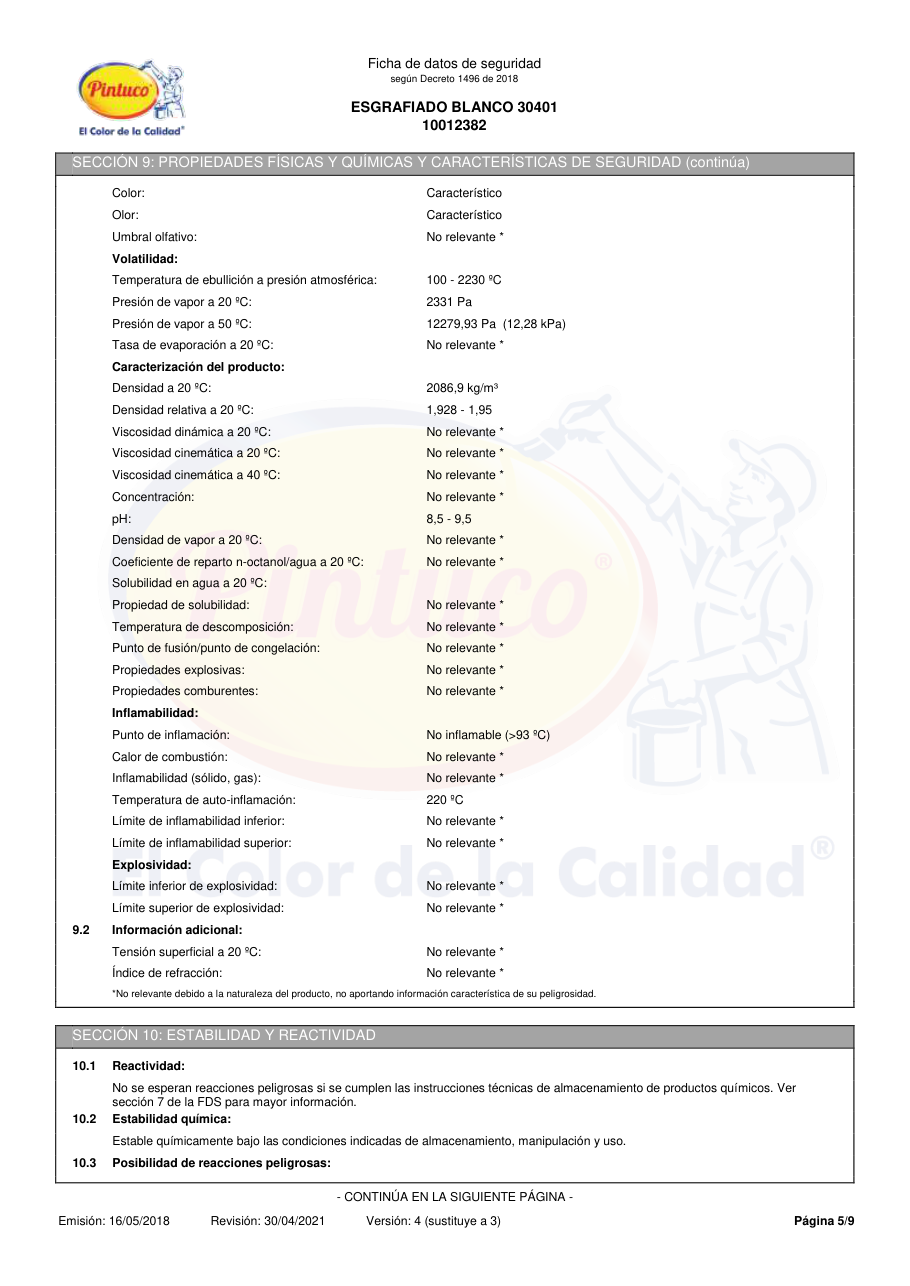 Pintuco®
El Color de la Calidad®
Ficha de datos de seguridad
según Decreto 1496 de 2018
ESGRAFIADO BLANCO 30401
10012382
SECCIÓN 9: PROPIEDADES FÍSICAS Y QUÍMICAS Y CARACTERÍSTICAS DE SEGURIDAD (continúa)
Color: Característico
Olor: Característico
Umbral olfativo: No relevante *
Volatilidad:
Temperatura de ebullición a presión atmosférica: 100 - 2230 ºC
Presión de vapor a 20 ºC: 2331 Pa
Presión de vapor a 50 ºC: 12279,93 Pa (12,28 kPa)
Tasa de evaporación a 20 ºC: No relevante *
Caracterización del producto:
Densidad a 20 ºC: 2086,9 kg/m³
Densidad relativa a 20 ºC: 1,928 - 1,95
Viscosidad dinámica a 20 ºC: No relevante *
Viscosidad cinemática a 20 ºC: No relevante *
Viscosidad cinemática a 40 ºC: No relevante *
Concentración: No relevante *
pH: 8,5 - 9,5
Densidad de vapor a 20 ºC: No relevante *
Coeficiente de reparto n-octanol/agua a 20 ºC: No relevante *
Solubilidad en agua a 20 ºC:
Propiedad de solubilidad: No relevante *
Temperatura de descomposición: No relevante *
Punto de fusión/punto de congelación: No relevante *
Propiedades explosivas: No relevante *
Propiedades comburentes: No relevante *
Inflamabilidad:
Punto de inflamación: No inflamable (>93 ºC)
Calor de combustión: No relevante *
Inflamabilidad (sólido, gas): No relevante *
Temperatura de auto-inflamación: 220 ºC
Límite de inflamabilidad inferior: No relevante *
Límite de inflamabilidad superior: No relevante *
Explosividad:
Límite inferior de explosividad: No relevante *
Límite superior de explosividad: No relevante *
9.2 Información adicional:
Tensión superficial a 20 ºC: No relevante *
Índice de refracción: No relevante *
*No relevante debido a la naturaleza del producto, no aportando información característica de su peligrosidad.
Pintuco®
El Color de la Calidad®
SECCIÓN 10: ESTABILIDAD Y REACTIVIDAD
10.1 Reactividad:
No se esperan reacciones peligrosas si se cumplen las instrucciones técnicas de almacenamiento de productos químicos. Ver
sección 7 de la FDS para mayor información.
10.2 Estabilidad química:
Estable químicamente bajo las condiciones indicadas de almacenamiento, manipulación y uso.
10.3 Posibilidad de reacciones peligrosas:
- CONTINÚA EN LA SIGUIENTE PÁGINA -
Emisión: 16/05/2018 Revisión: 30/04/2021 Versión: 4 (sustituye a 3) Página 5/9